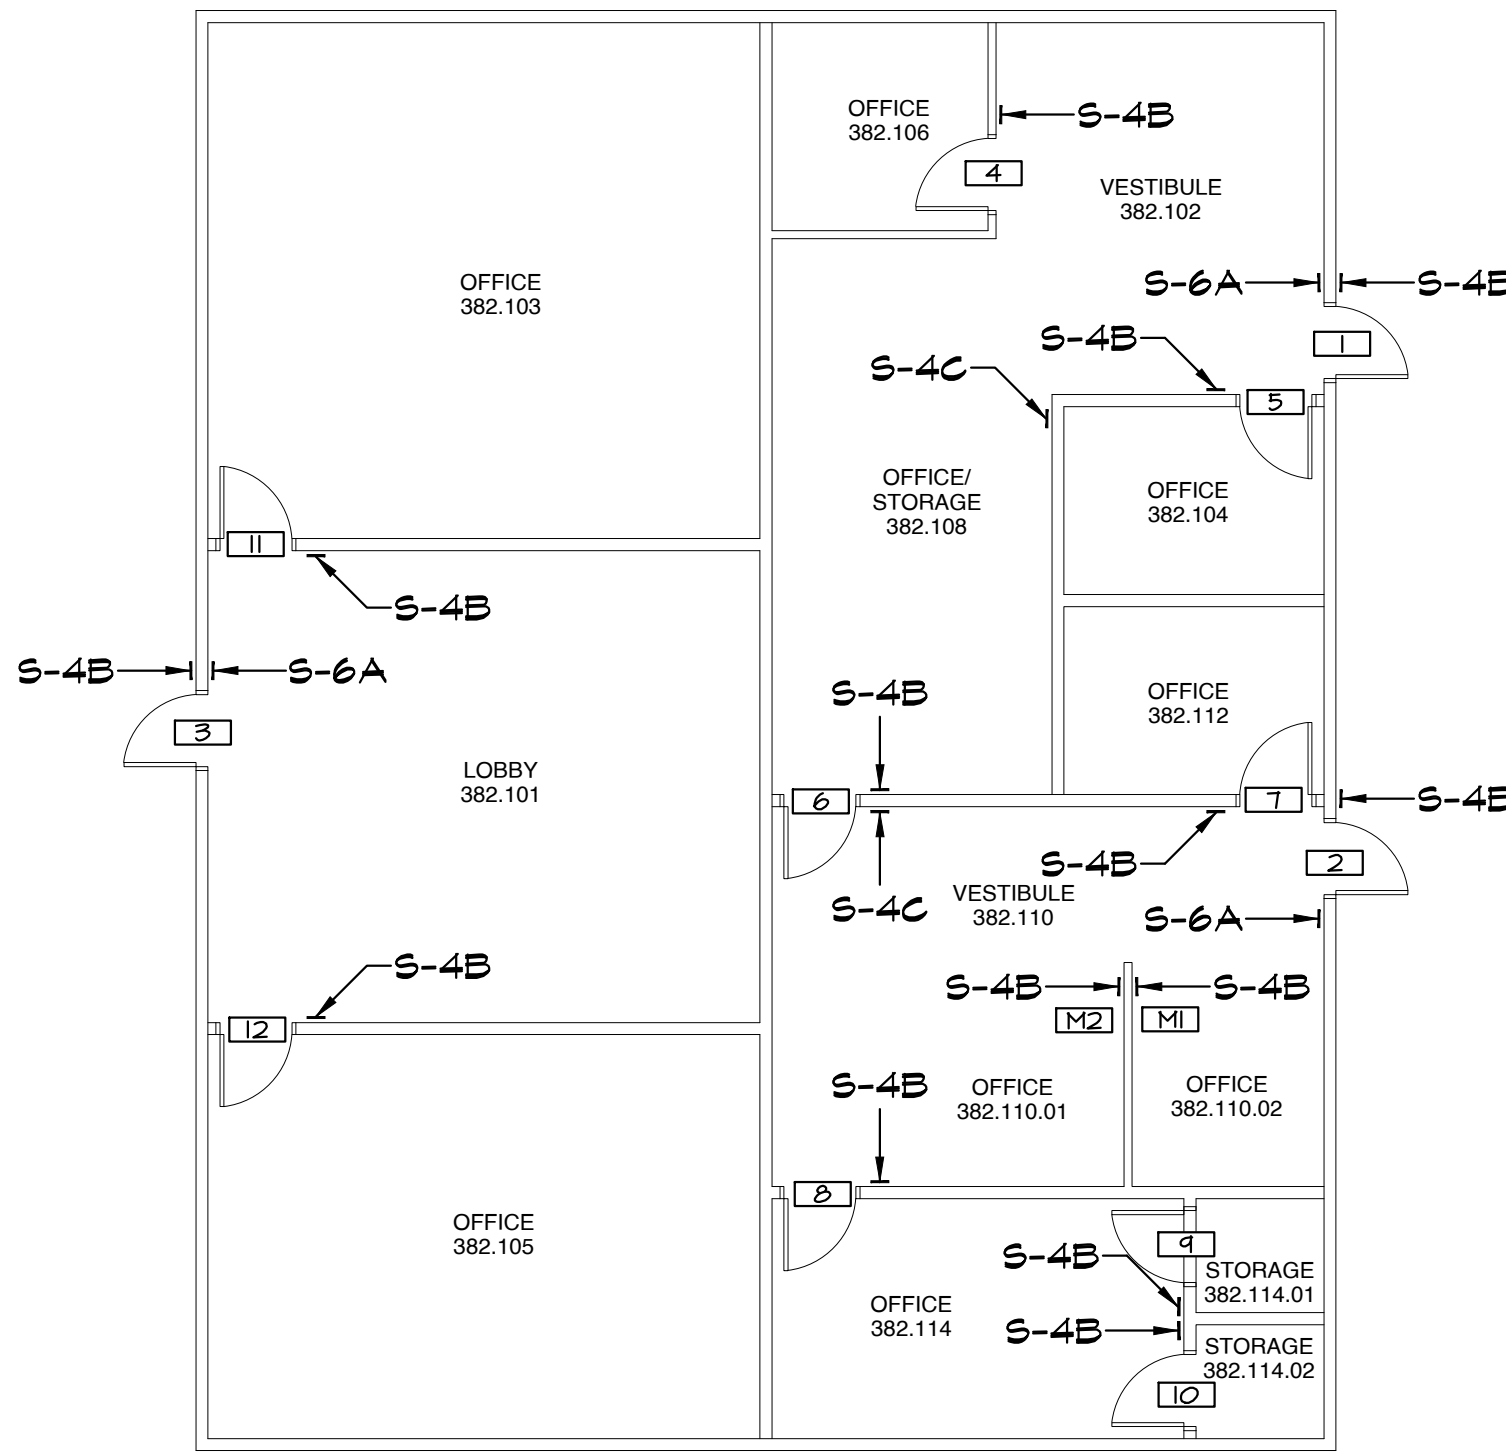 OFFICE
382.106
S-4B
4
VESTIBULE
382.102
OFFICE
382.103
S-6A
S-4B
S-4B
1
S-4C
5
OFFICE/
STORAGE
382.108
OFFICE
382.104
11
S-4B
S-4B
S-6A
S-4B
OFFICE
382.112
3
LOBBY
382.101
6
7
S-4B
S-4B
2
S-4C
VESTIBULE
382.110
S-6A
S-4B
S-4B
S-4B
12
M2
M1
S-4B
OFFICE
382.110.01
OFFICE
382.110.02
8
OFFICE
382.105
9
S-4B
STORAGE
382.114.01
OFFICE
382.114
S-4B
STORAGE
382.114.02
10